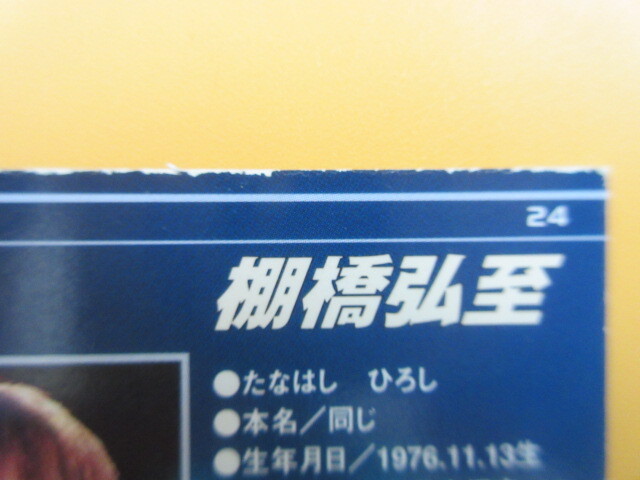 24
棚橋弘至
●たなはし　ひろし
●本名／同じ
●生年月日／1976.11.13生